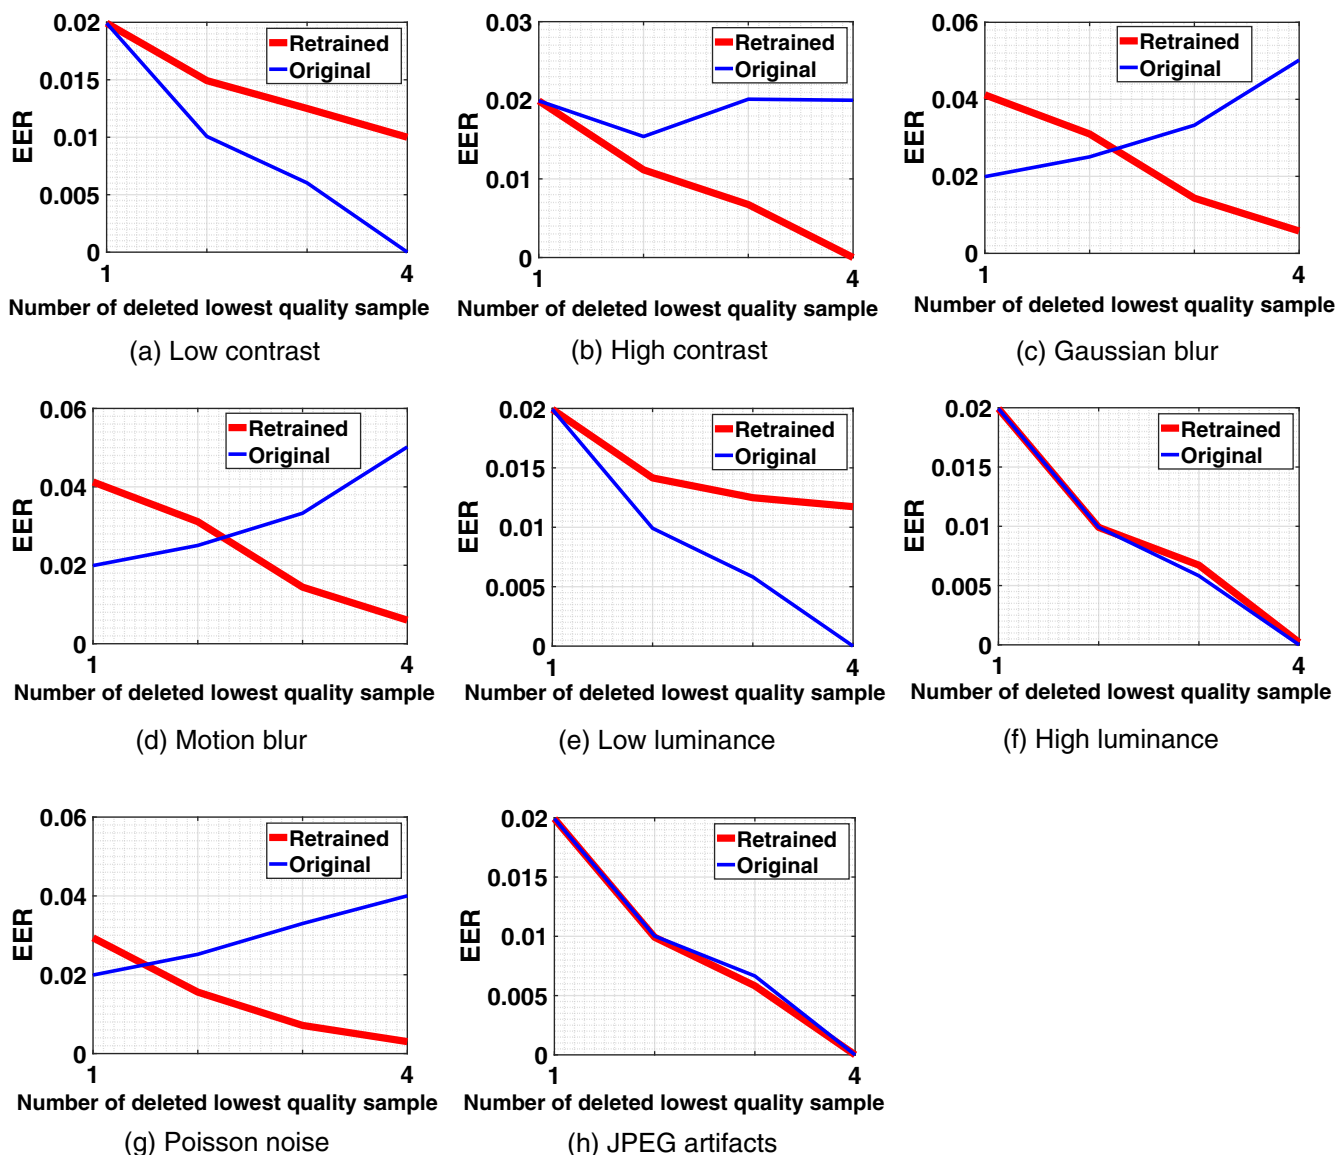 0.02
0.015
0.01
0.005
0
EER
Retrained
Original
1
4
Number of deleted lowest quality sample
(a) Low contrast
0.03
0.02
0.01
0
EER
Retrained
Original
1
4
Number of deleted lowest quality sample
(b) High contrast
0.06
0.04
0.02
0
EER
Retrained
Original
1
4
Number of deleted lowest quality sample
(c) Gaussian blur
0.06
0.04
0.02
0
EER
Retrained
Original
1
4
Number of deleted lowest quality sample
(d) Motion blur
0.02
0.015
0.01
0.005
0
EER
Retrained
Original
1
4
Number of deleted lowest quality sample
(e) Low luminance
0.02
0.015
0.01
0.005
0
EER
Retrained
Original
1
4
Number of deleted lowest quality sample
(f) High luminance
0.06
0.04
0.02
0
EER
Retrained
Original
1
4
Number of deleted lowest quality sample
(g) Poisson noise
0.02
0.015
0.01
0.005
0
EER
Retrained
Original
1
4
Number of deleted lowest quality sample
(h) JPEG artifacts